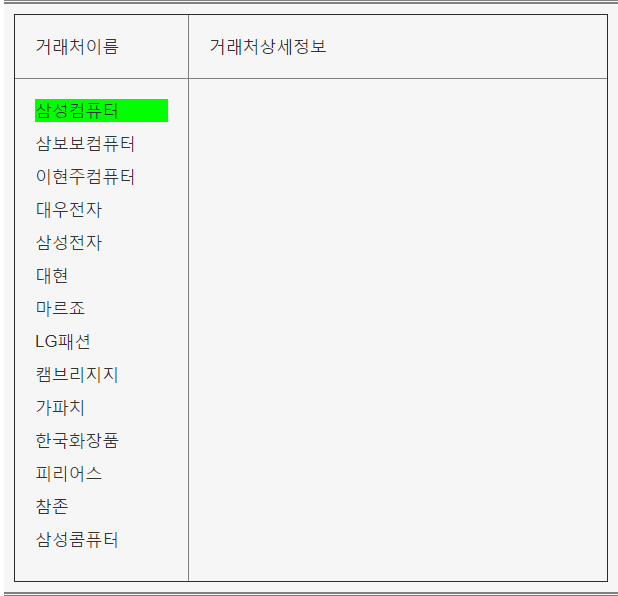 거래처이름
거래처상세정보
삼성컴퓨터
삼보보컴퓨터
이현주컴퓨터
대우전자
삼성전자
대현
마르죠
LG패션
캠브리지지
가파치
한국화장품
피리어스
참존
삼성콤퓨터